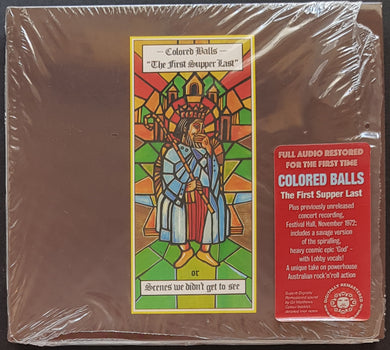 — Colored Balls —
"The First Supper Last"
or
Scenes we didn't get to see
FULL AUDIO RESTORED
FOR THE FIRST TIME
COLORED BALLS
The First Supper Last
Plus previously unreleased
concert recording,
Festival Hall, November 1972;
includes a savage version
of the spiralling,
heavy cosmic epic 'God' –
with Lobby vocals!
A unique take on powerhouse
Australian rock'n'roll action
DIGITALLY REMASTERED